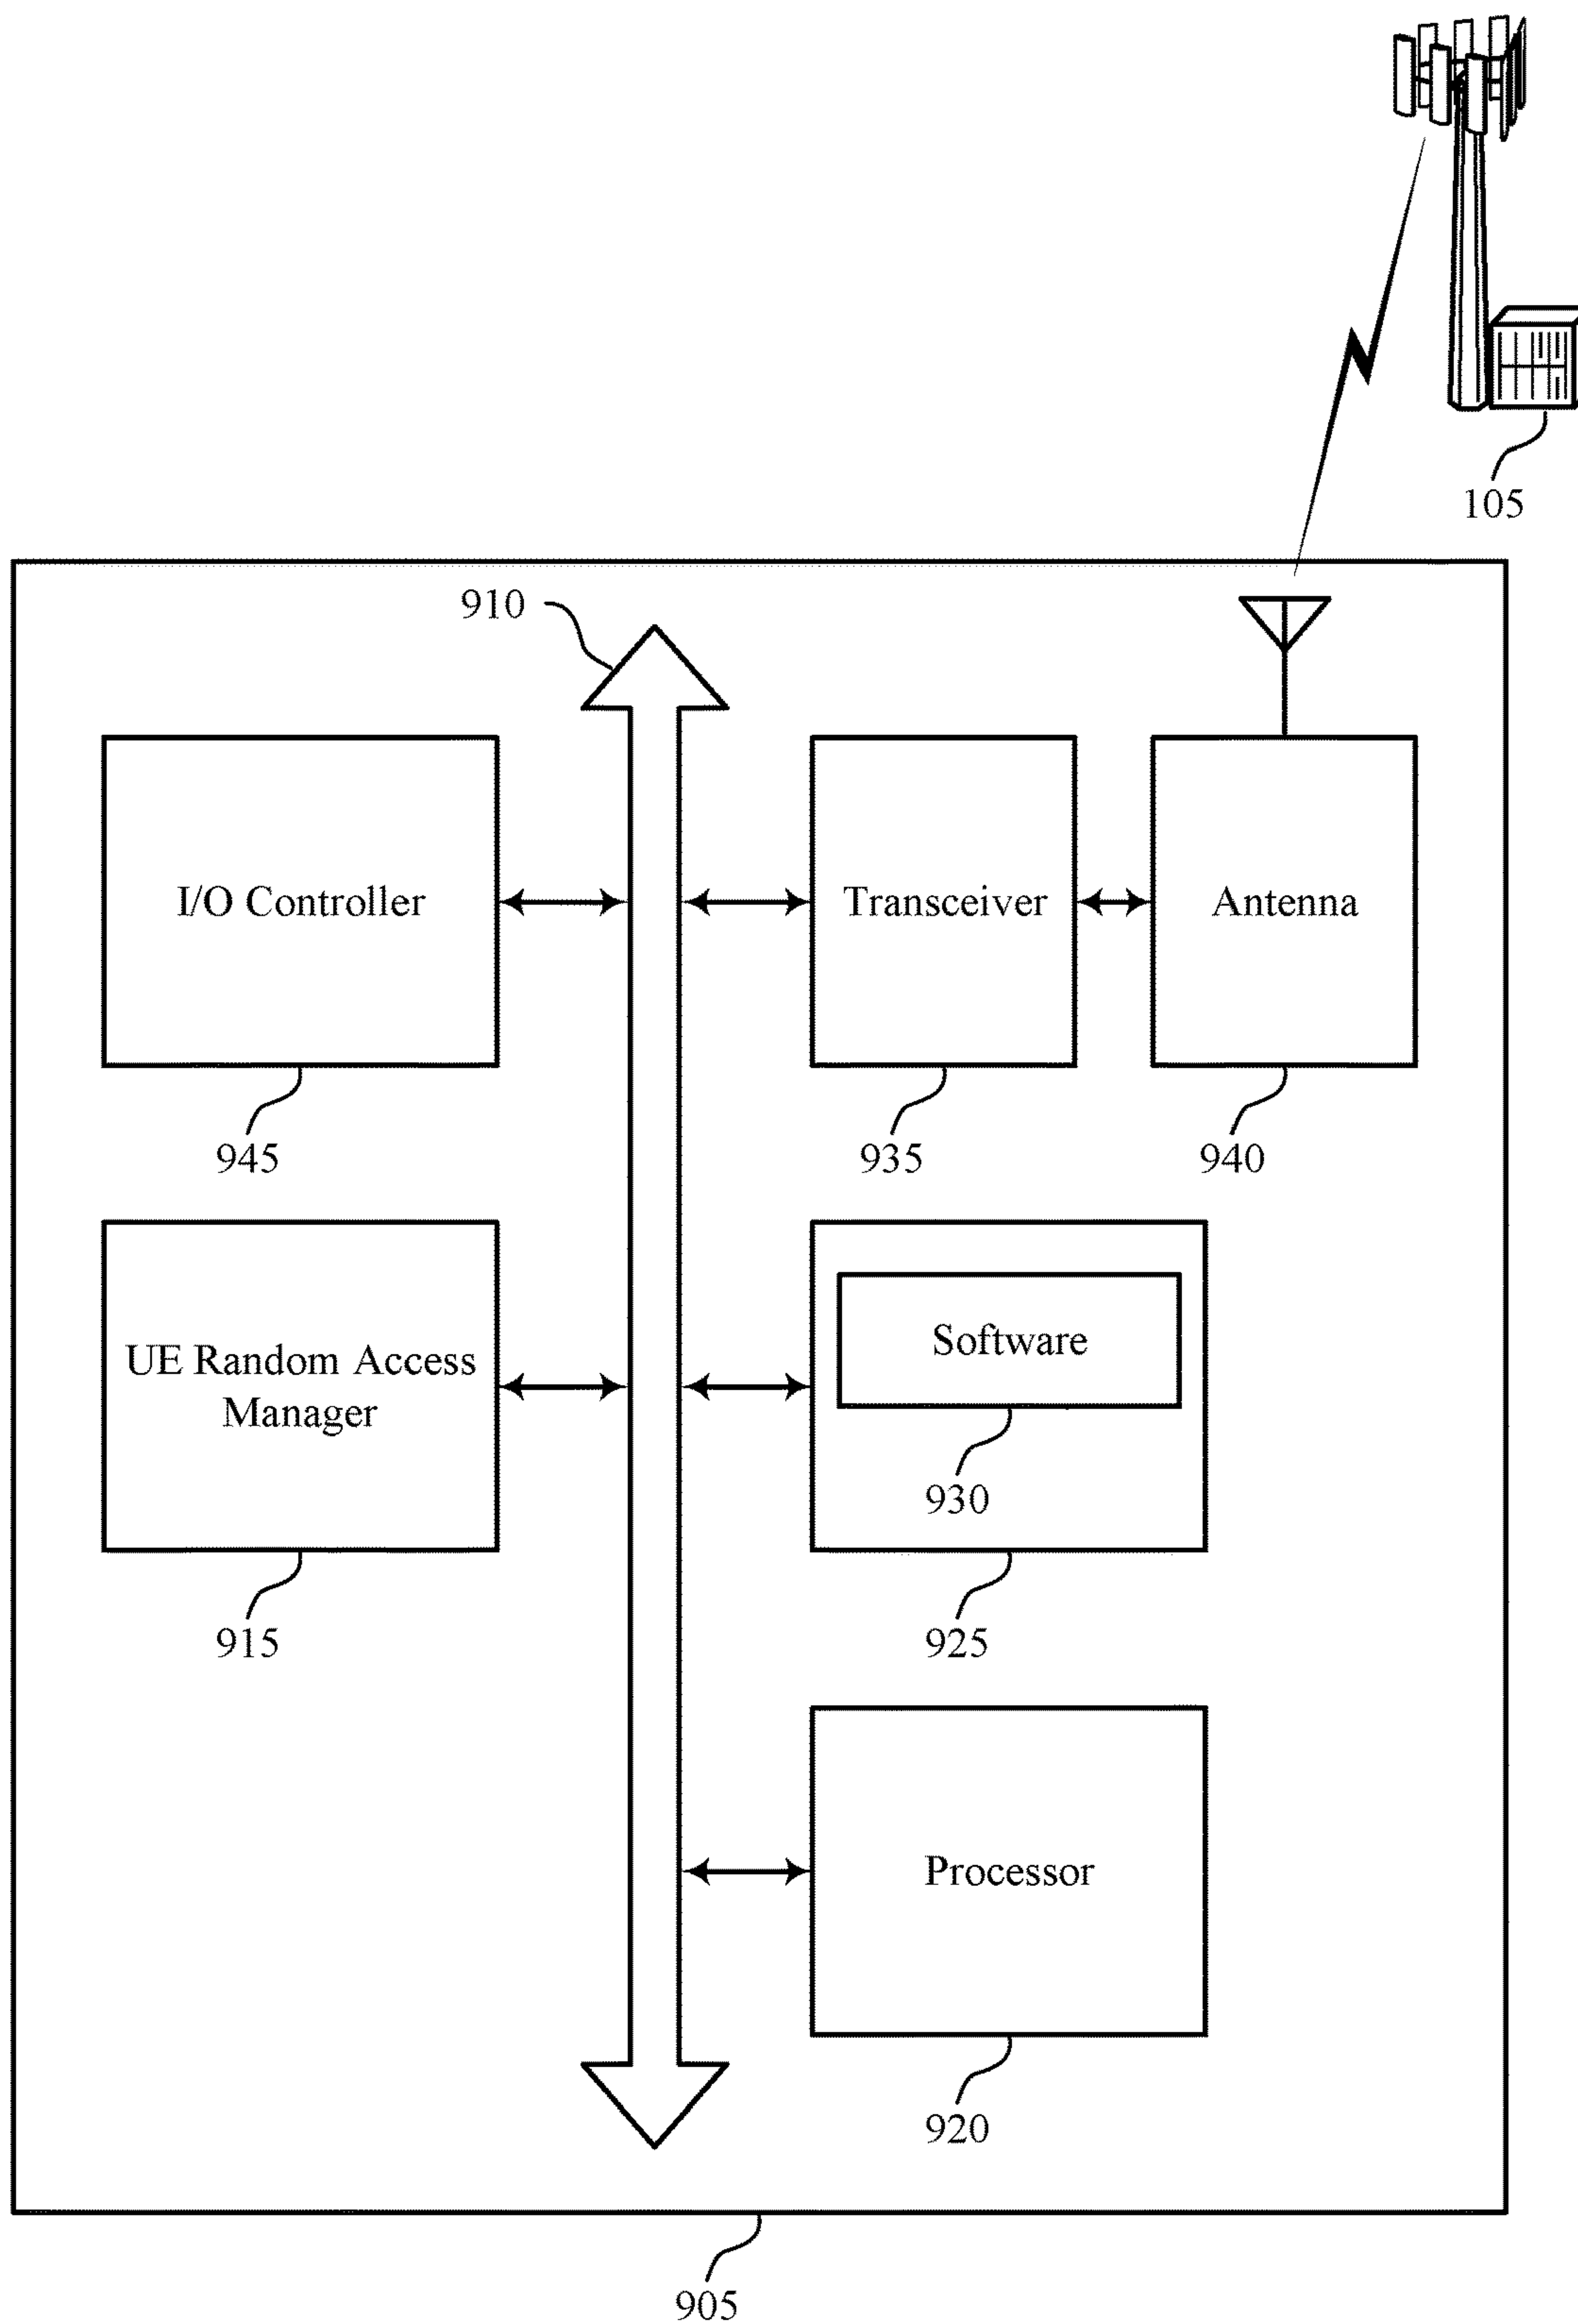 105
910
I/O Controller
Transceiver
Antenna
945
935
940
UE Random Access
Manager
Software
930
915
925
Processor
920
905